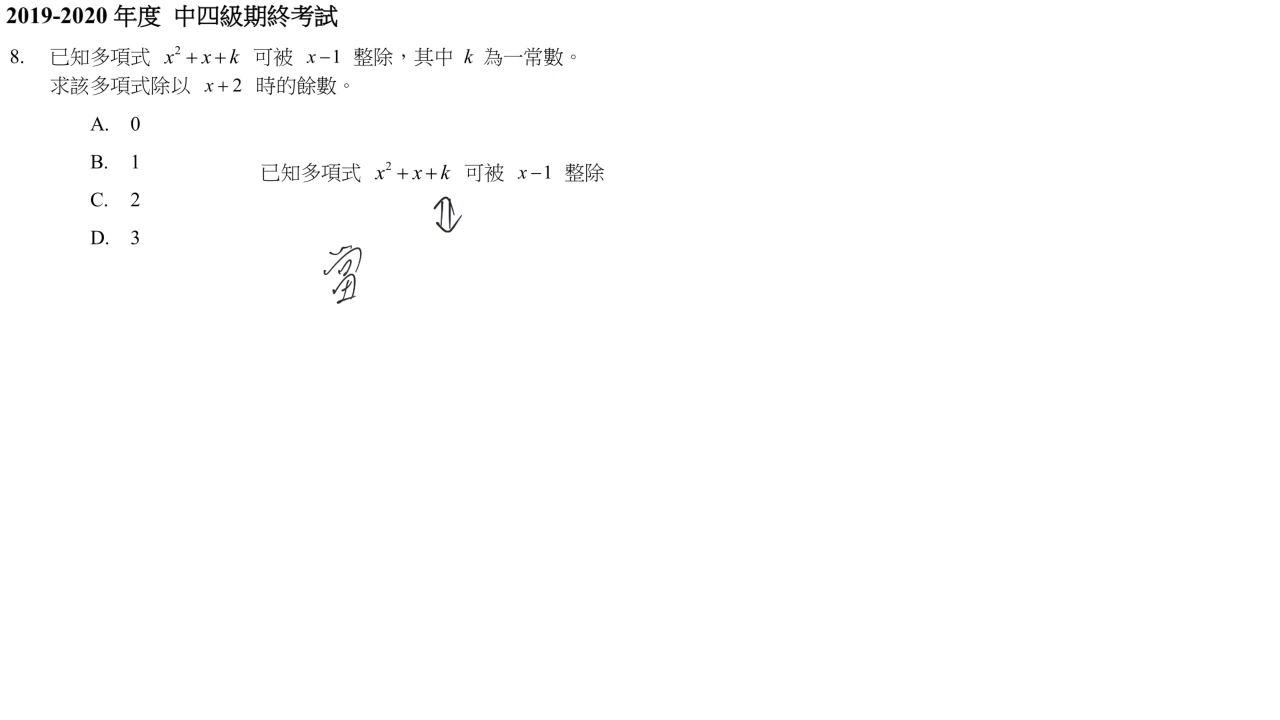 2019-2020 年度 中四級期終考試
8. 已知多項式 x² + x + k 可被 x − 1 整除，其中 k 為一常數。
求該多項式除以 x + 2 時的餘數。
A. 0
B. 1
C. 2
D. 3
已知多項式 x² + x + k 可被 x − 1 整除
⇕
當